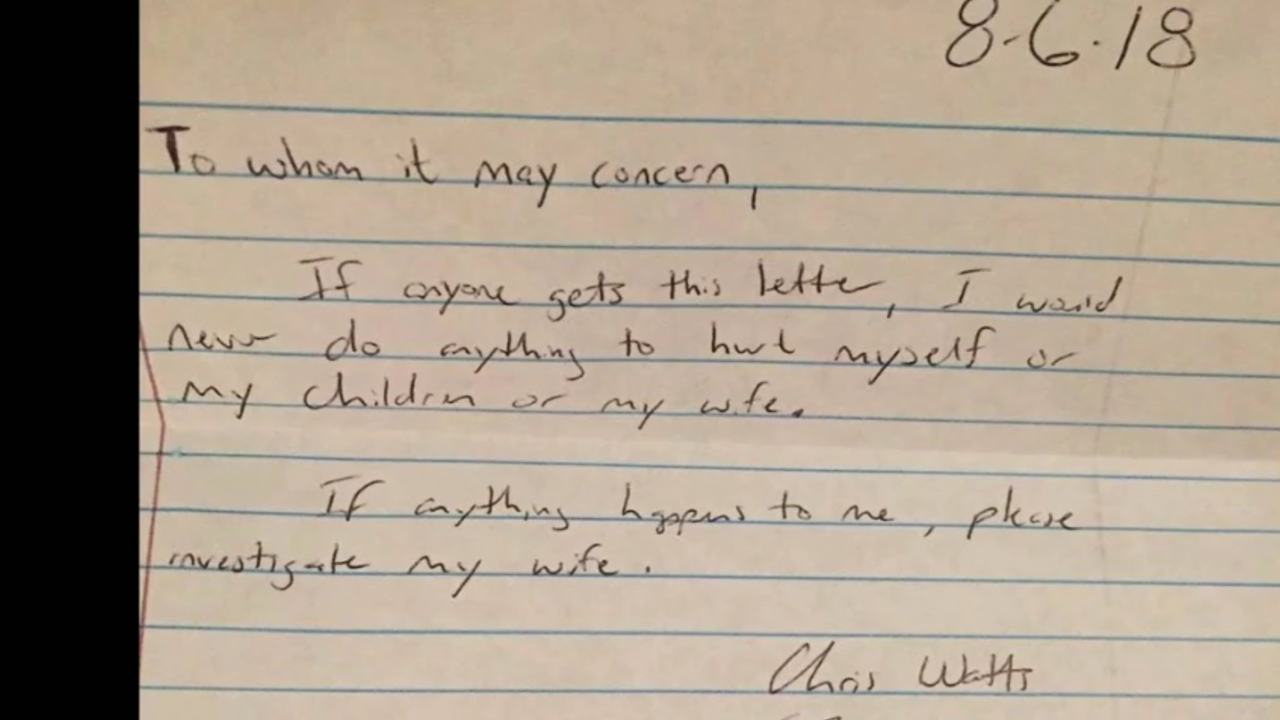 8-6-18
To whom it may concern,
If anyone gets this letter, I would
never do anything to hurt myself or
my children or my wife.
If anything happens to me, please
investigate my wife.
Chris Watts